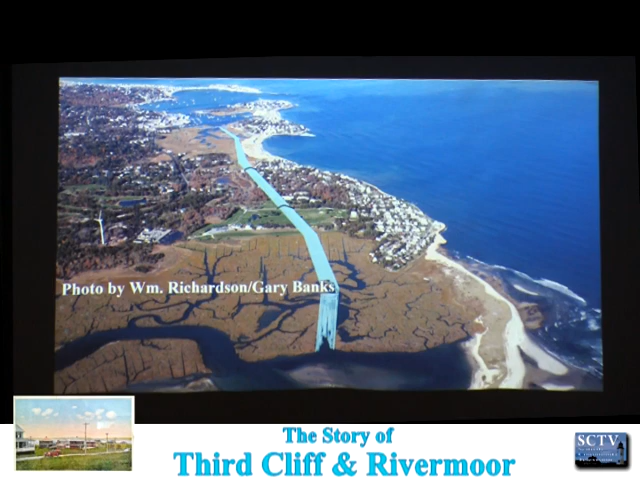 Photo by Wm. Richardson/Gary Banks
The Story of
Third Cliff & Rivermoor
SCTV